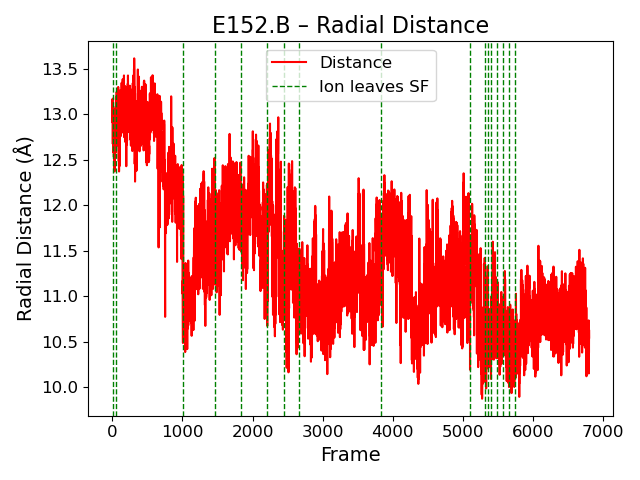 E152.B – Radial Distance
Distance
Ion leaves SF
Radial Distance (Å)
13.5
13.0
12.5
12.0
11.5
11.0
10.5
10.0
0 1000 2000 3000 4000 5000 6000 7000
Frame